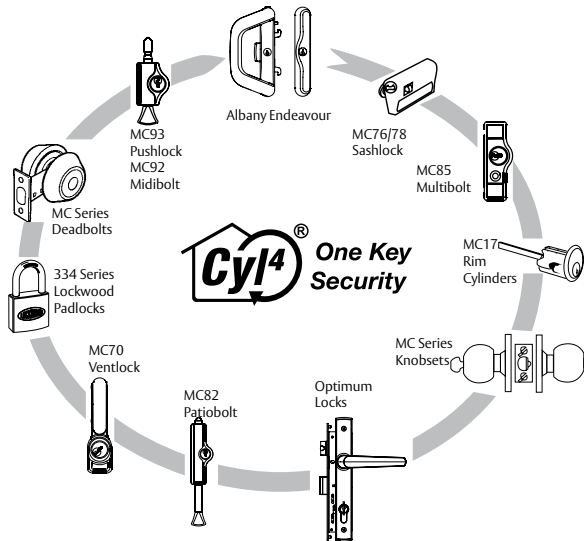 Albany Endeavour
MC76/78
Sashlock
MC85
Multibolt
MC17
Rim
Cylinders
MC Series
Knobsets
Optimum
Locks
MC82
Patiobolt
MC70
Ventlock
334 Series
Lockwood
Padlocks
MC Series
Deadbolts
MC93
Pushlock
MC92
Midibolt
Cyl4®
One Key
Security